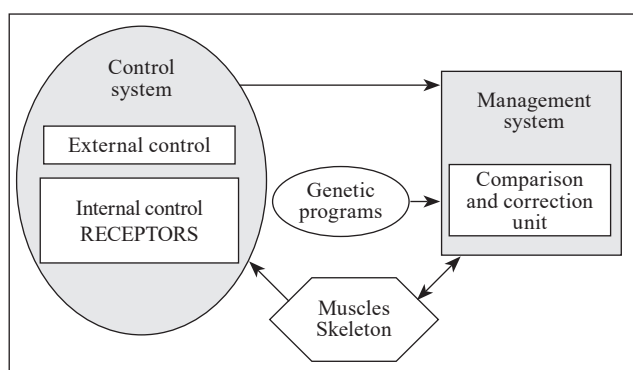 Control
system
External control
Internal control
RECEPTORS
Genetic
programs
Management
system
Comparison
and correction
unit
Muscles
Skeleton